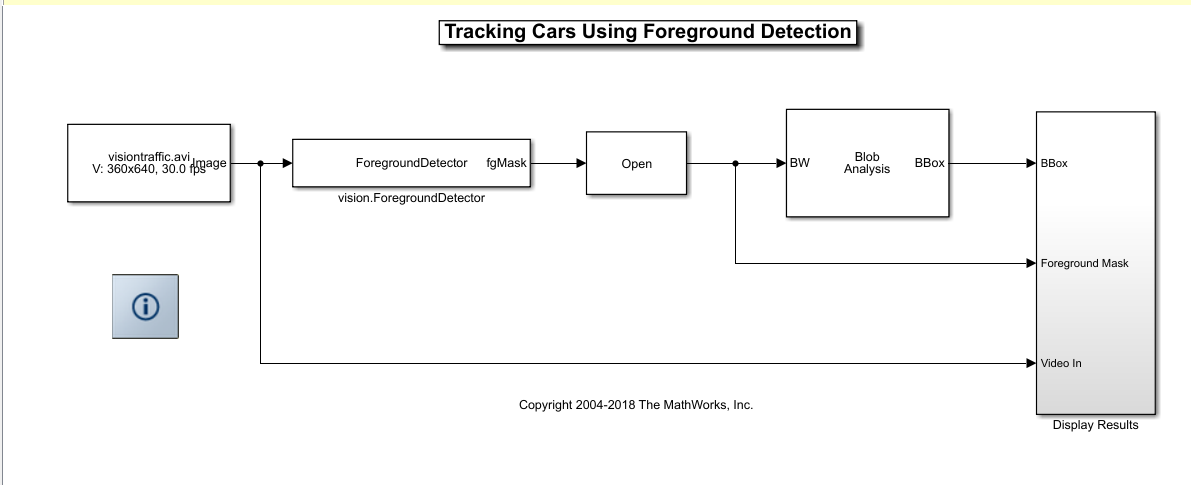 Tracking Cars Using Foreground Detection
visiontraffic.avi
V: 360x640, 30.0 fps
Image
ForegroundDetector
fgMask
vision.ForegroundDetector
Open
BW
Blob
Analysis
BBox
BBox
Foreground Mask
Video In
Display Results
Copyright 2004-2018 The MathWorks, Inc.